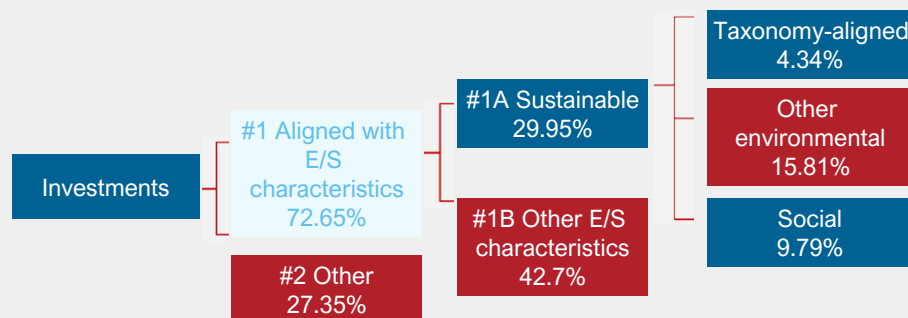 Investments
#1 Aligned with
E/S
characteristics
72.65%
#2 Other
27.35%
#1A Sustainable
29.95%
#1B Other E/S
characteristics
42.7%
Taxonomy-aligned
4.34%
Other
environmental
15.81%
Social
9.79%